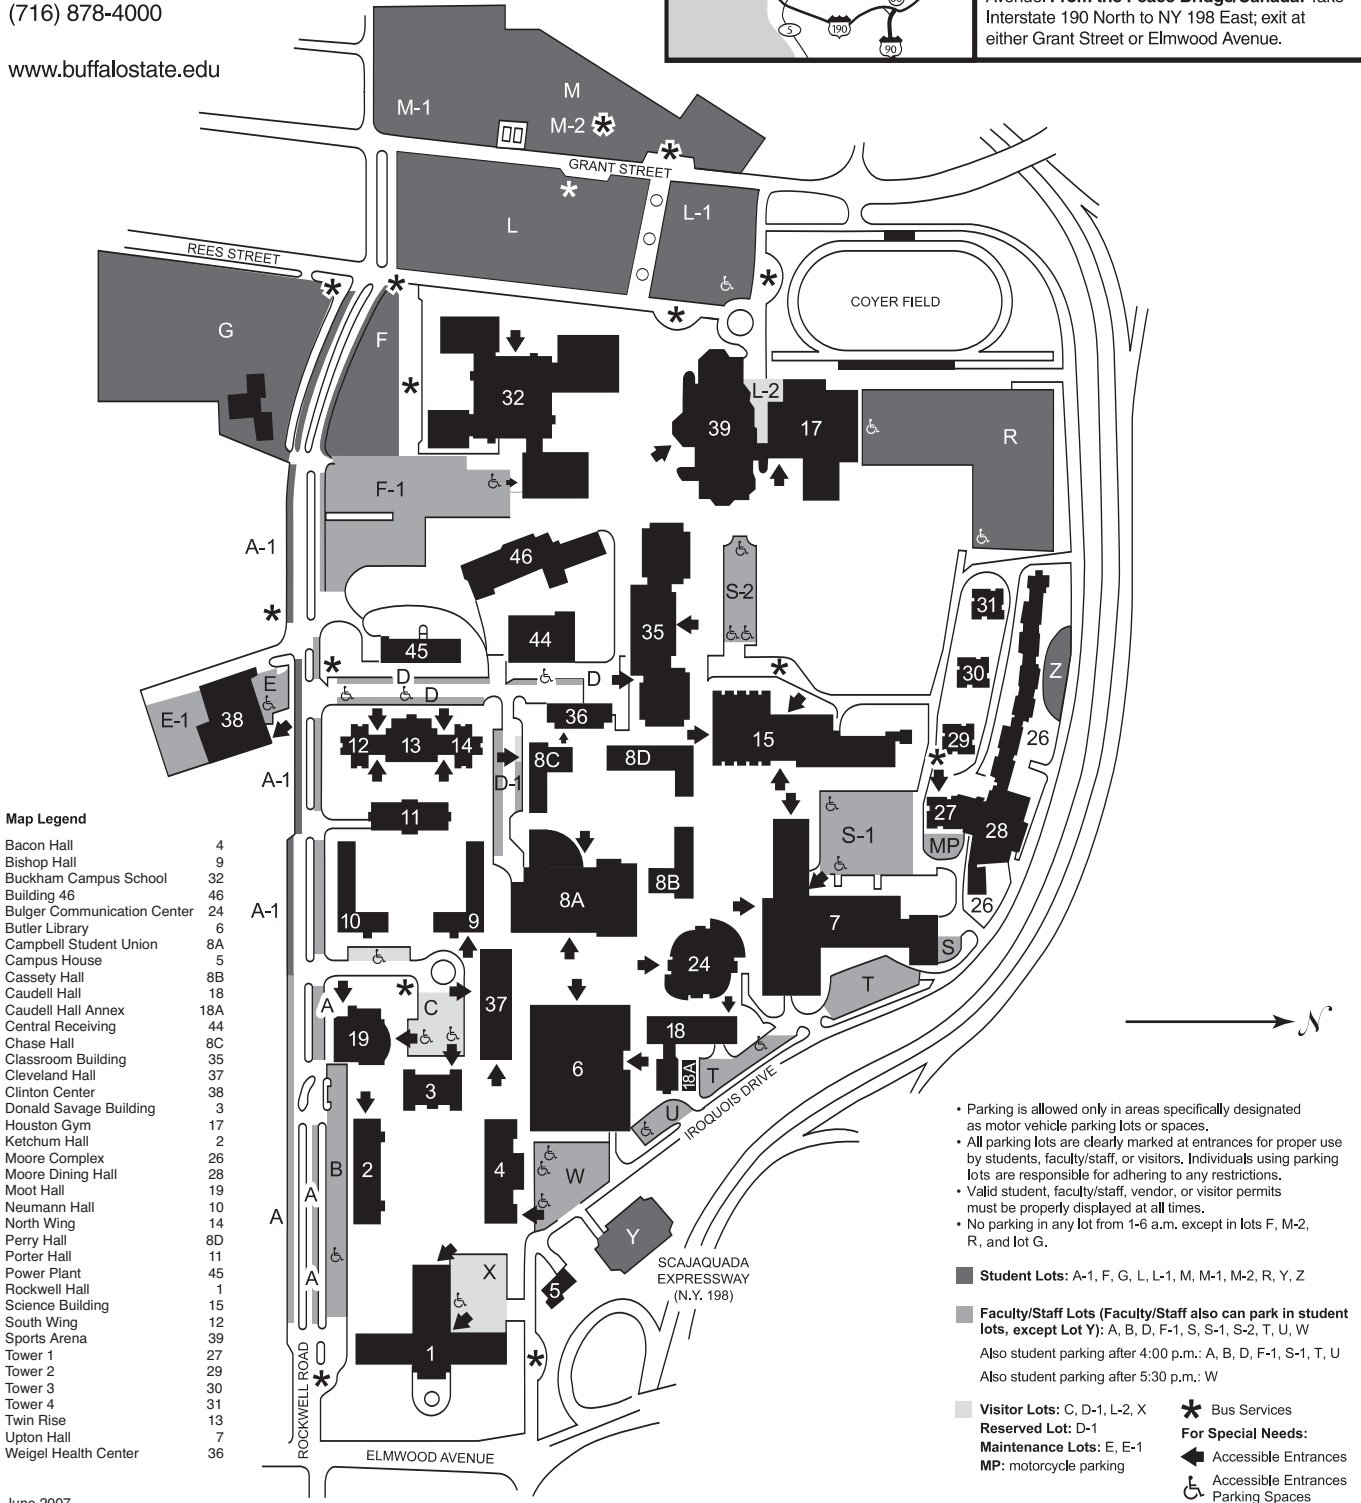 (716) 878-4000
www.buffalostate.edu
5
190
90
Interstate 190 North to NY 198 East; exit at
either Grant Street or Elmwood Avenue.
M
M-1
M-2
GRANT STREET
L
L-1
REES STREET
G
F
COYER FIELD
32
39
L-2
17
R
F-1
A-1
46
S-2
31
35
44
45
30
Z
D
D
D
E
E-1
38
36
12
13
14
15
29
26
8C
8D
D-1
A-1
11
27
28
MP
S-1
8A
8B
A-1
10
9
7
26
S
24
T
A
C
37
19
18
6
18A
T
3
U
IROQUOIS DRIVE
N
B
2
4
W
A
A
A
Y
SCAJAQUADA
EXPRESSWAY
(N.Y. 198)
X
5
1
ROCKWELL ROAD
ELMWOOD AVENUE
Map Legend
Bacon Hall 4
Bishop Hall 9
Buckham Campus School 32
Building 46 46
Bulger Communication Center 24
Butler Library 6
Campbell Student Union 8A
Campus House 5
Cassety Hall 8B
Caudell Hall 18
Caudell Hall Annex 18A
Central Receiving 44
Chase Hall 8C
Classroom Building 35
Cleveland Hall 37
Clinton Center 38
Donald Savage Building 3
Houston Gym 17
Ketchum Hall 2
Moore Complex 26
Moore Dining Hall 28
Moot Hall 19
Neumann Hall 10
North Wing 14
Perry Hall 8D
Porter Hall 11
Power Plant 45
Rockwell Hall 1
Science Building 15
South Wing 12
Sports Arena 39
Tower 1 27
Tower 2 29
Tower 3 30
Tower 4 31
Twin Rise 13
Upton Hall 7
Weigel Health Center 36
• Parking is allowed only in areas specifically designated
as motor vehicle parking lots or spaces.
• All parking lots are clearly marked at entrances for proper use
by students, faculty/staff, or visitors. Individuals using parking
lots are responsible for adhering to any restrictions.
• Valid student, faculty/staff, vendor, or visitor permits
must be properly displayed at all times.
• No parking in any lot from 1-6 a.m. except in lots F, M-2,
R, and lot G.
Student Lots: A-1, F, G, L, L-1, M, M-1, M-2, R, Y, Z
Faculty/Staff Lots (Faculty/Staff also can park in student
lots, except Lot Y): A, B, D, F-1, S, S-1, S-2, T, U, W
Also student parking after 4:00 p.m.: A, B, D, F-1, S-1, T, U
Also student parking after 5:30 p.m.: W
Visitor Lots: C, D-1, L-2, X
Reserved Lot: D-1
Maintenance Lots: E, E-1
MP: motorcycle parking
Bus Services
For Special Needs:
Accessible Entrances
Accessible Entrances
Parking Spaces